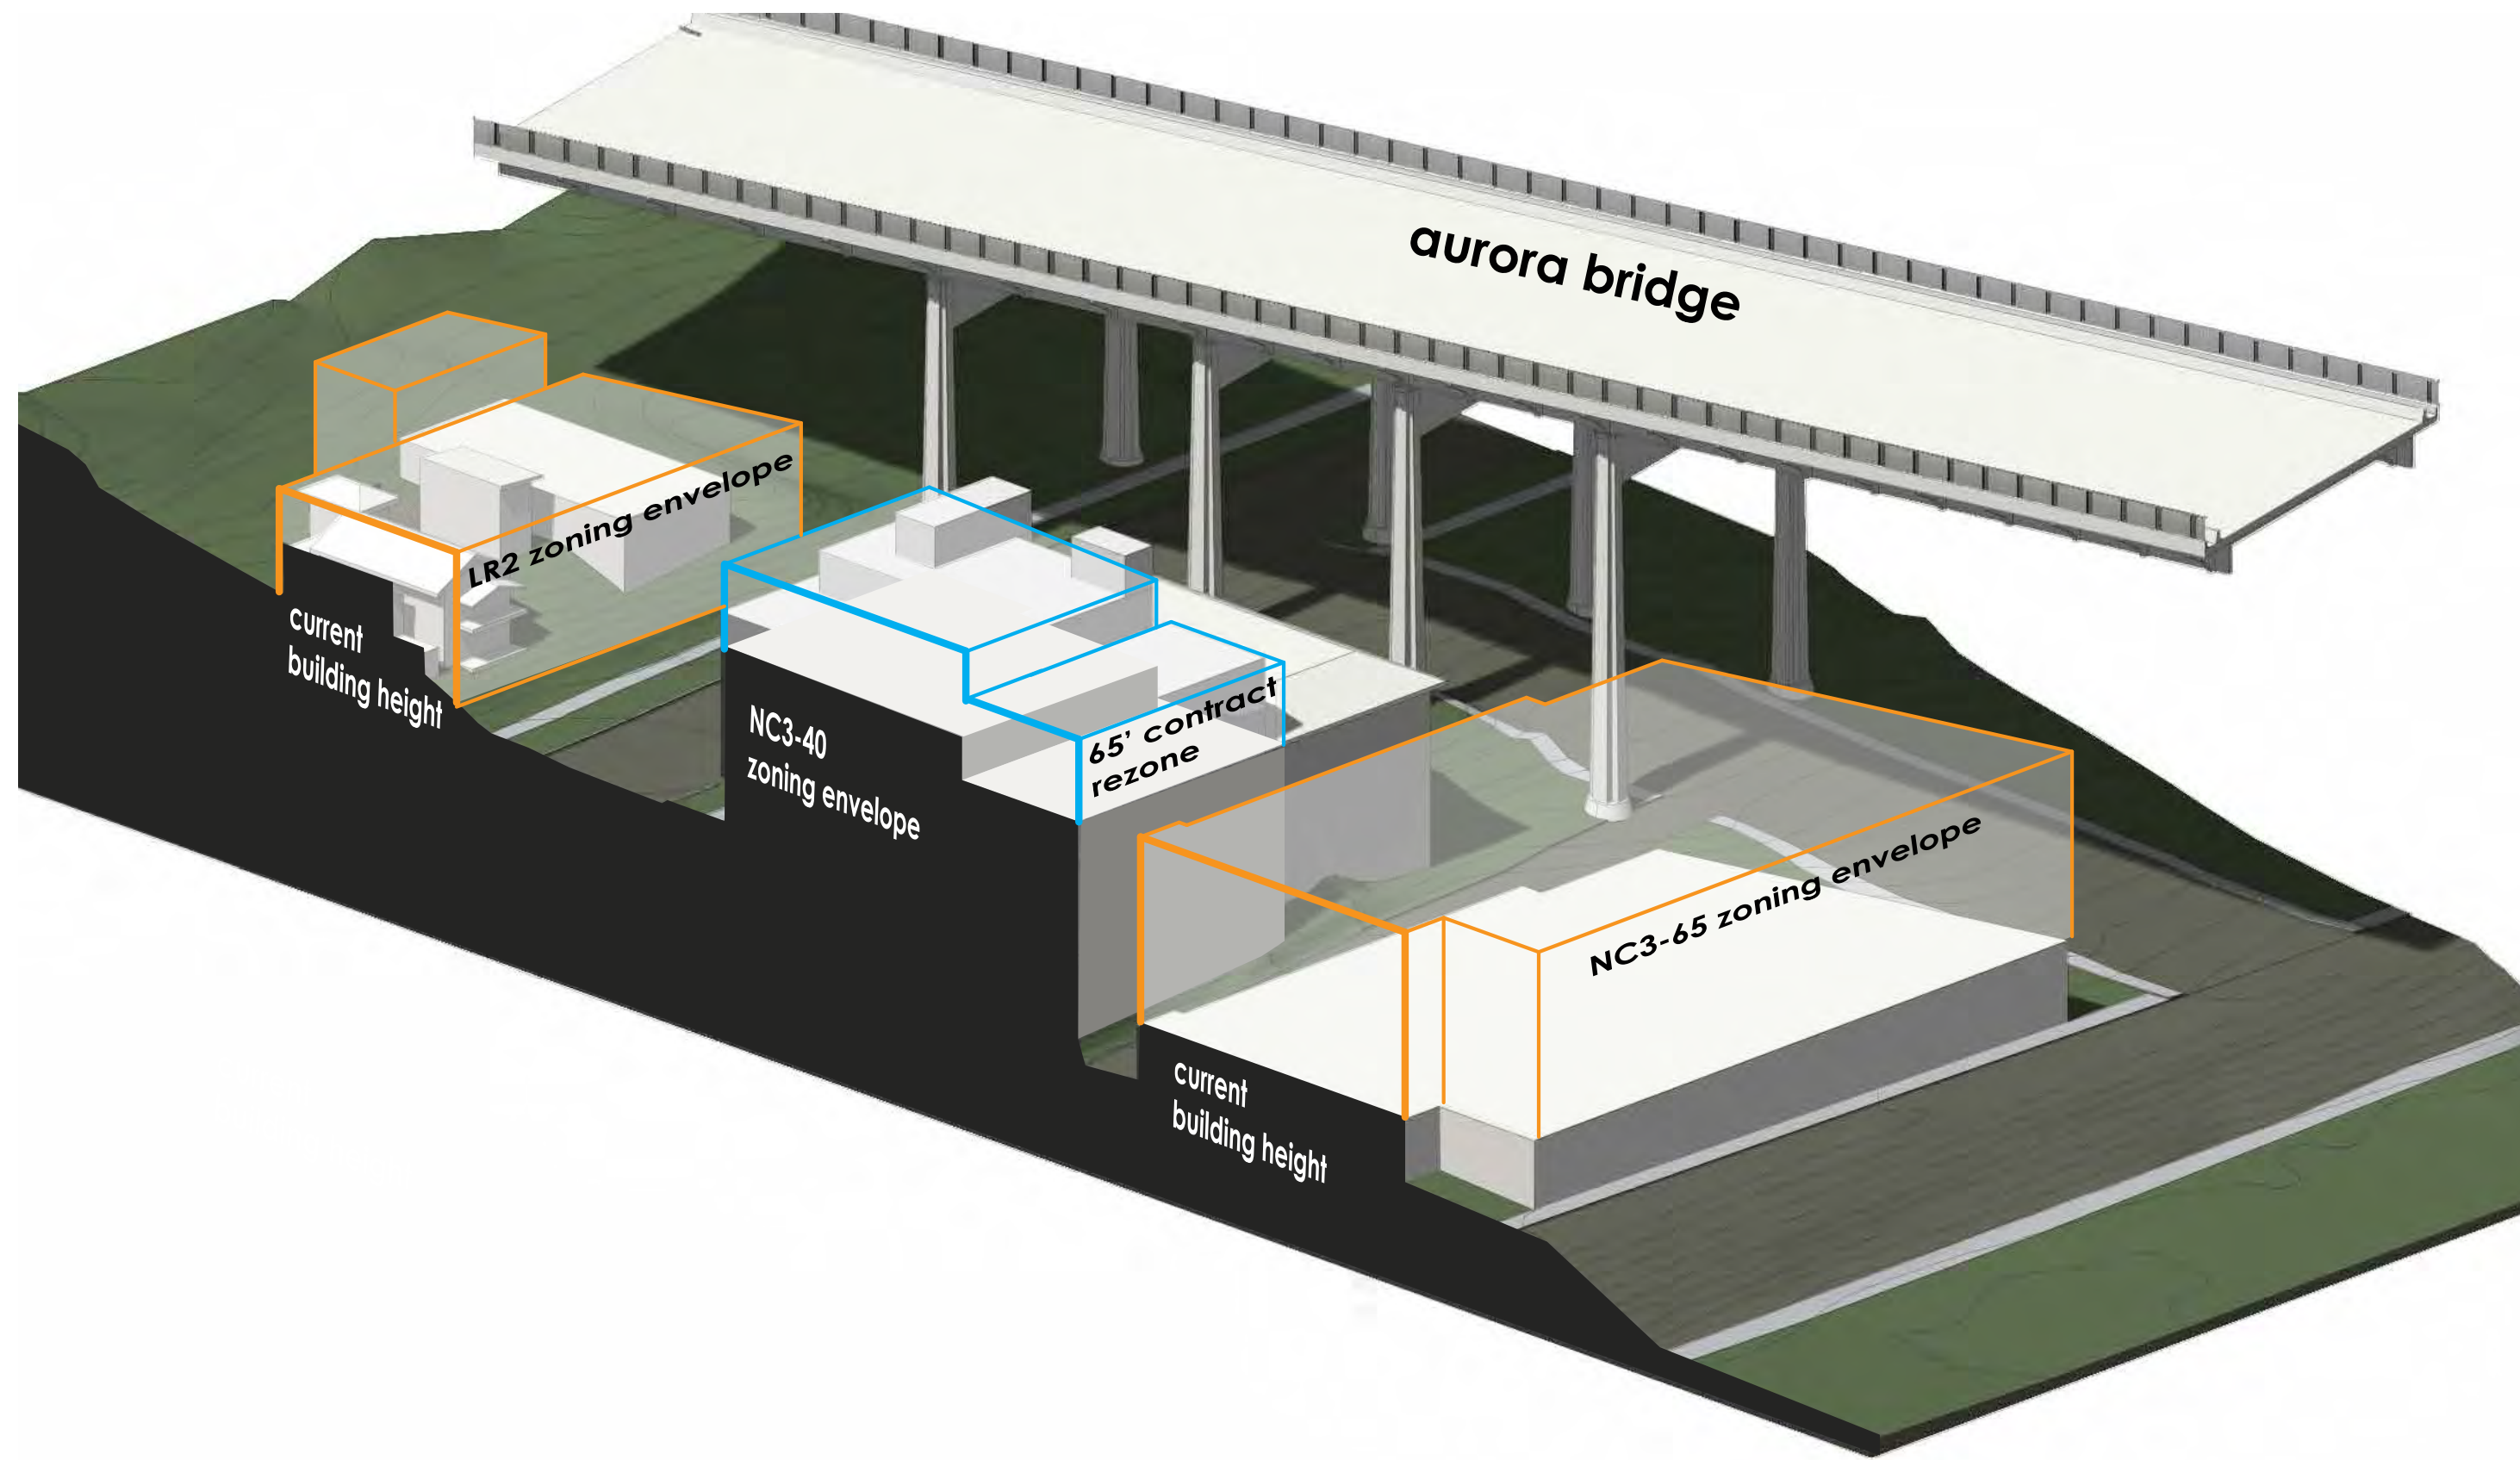 aurora bridge
LR2 zoning envelope
current
building height
NC3-40
zoning envelope
65’ contract
rezone
NC3-65 zoning envelope
current
building height